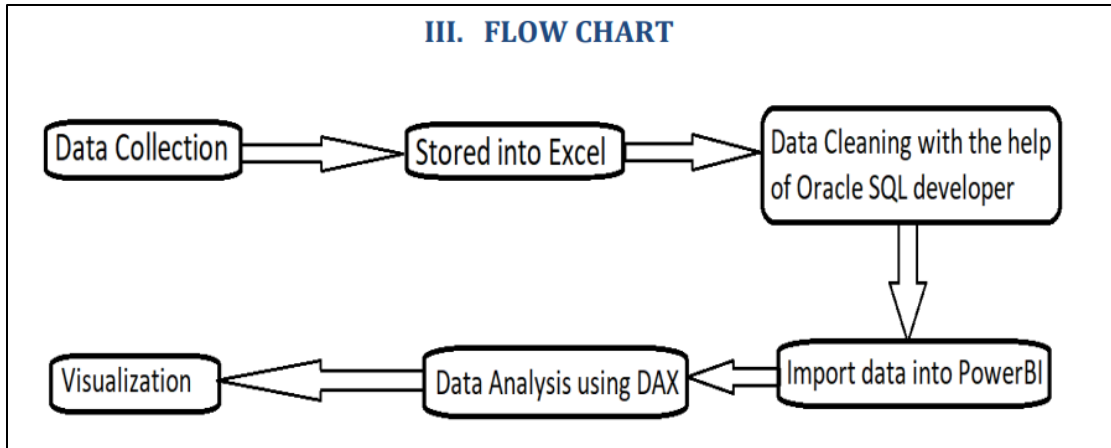 III. FLOW CHART
Data Collection
Stored into Excel
Data Cleaning with the help
of Oracle SQL developer
Import data into PowerBI
Data Analysis using DAX
Visualization